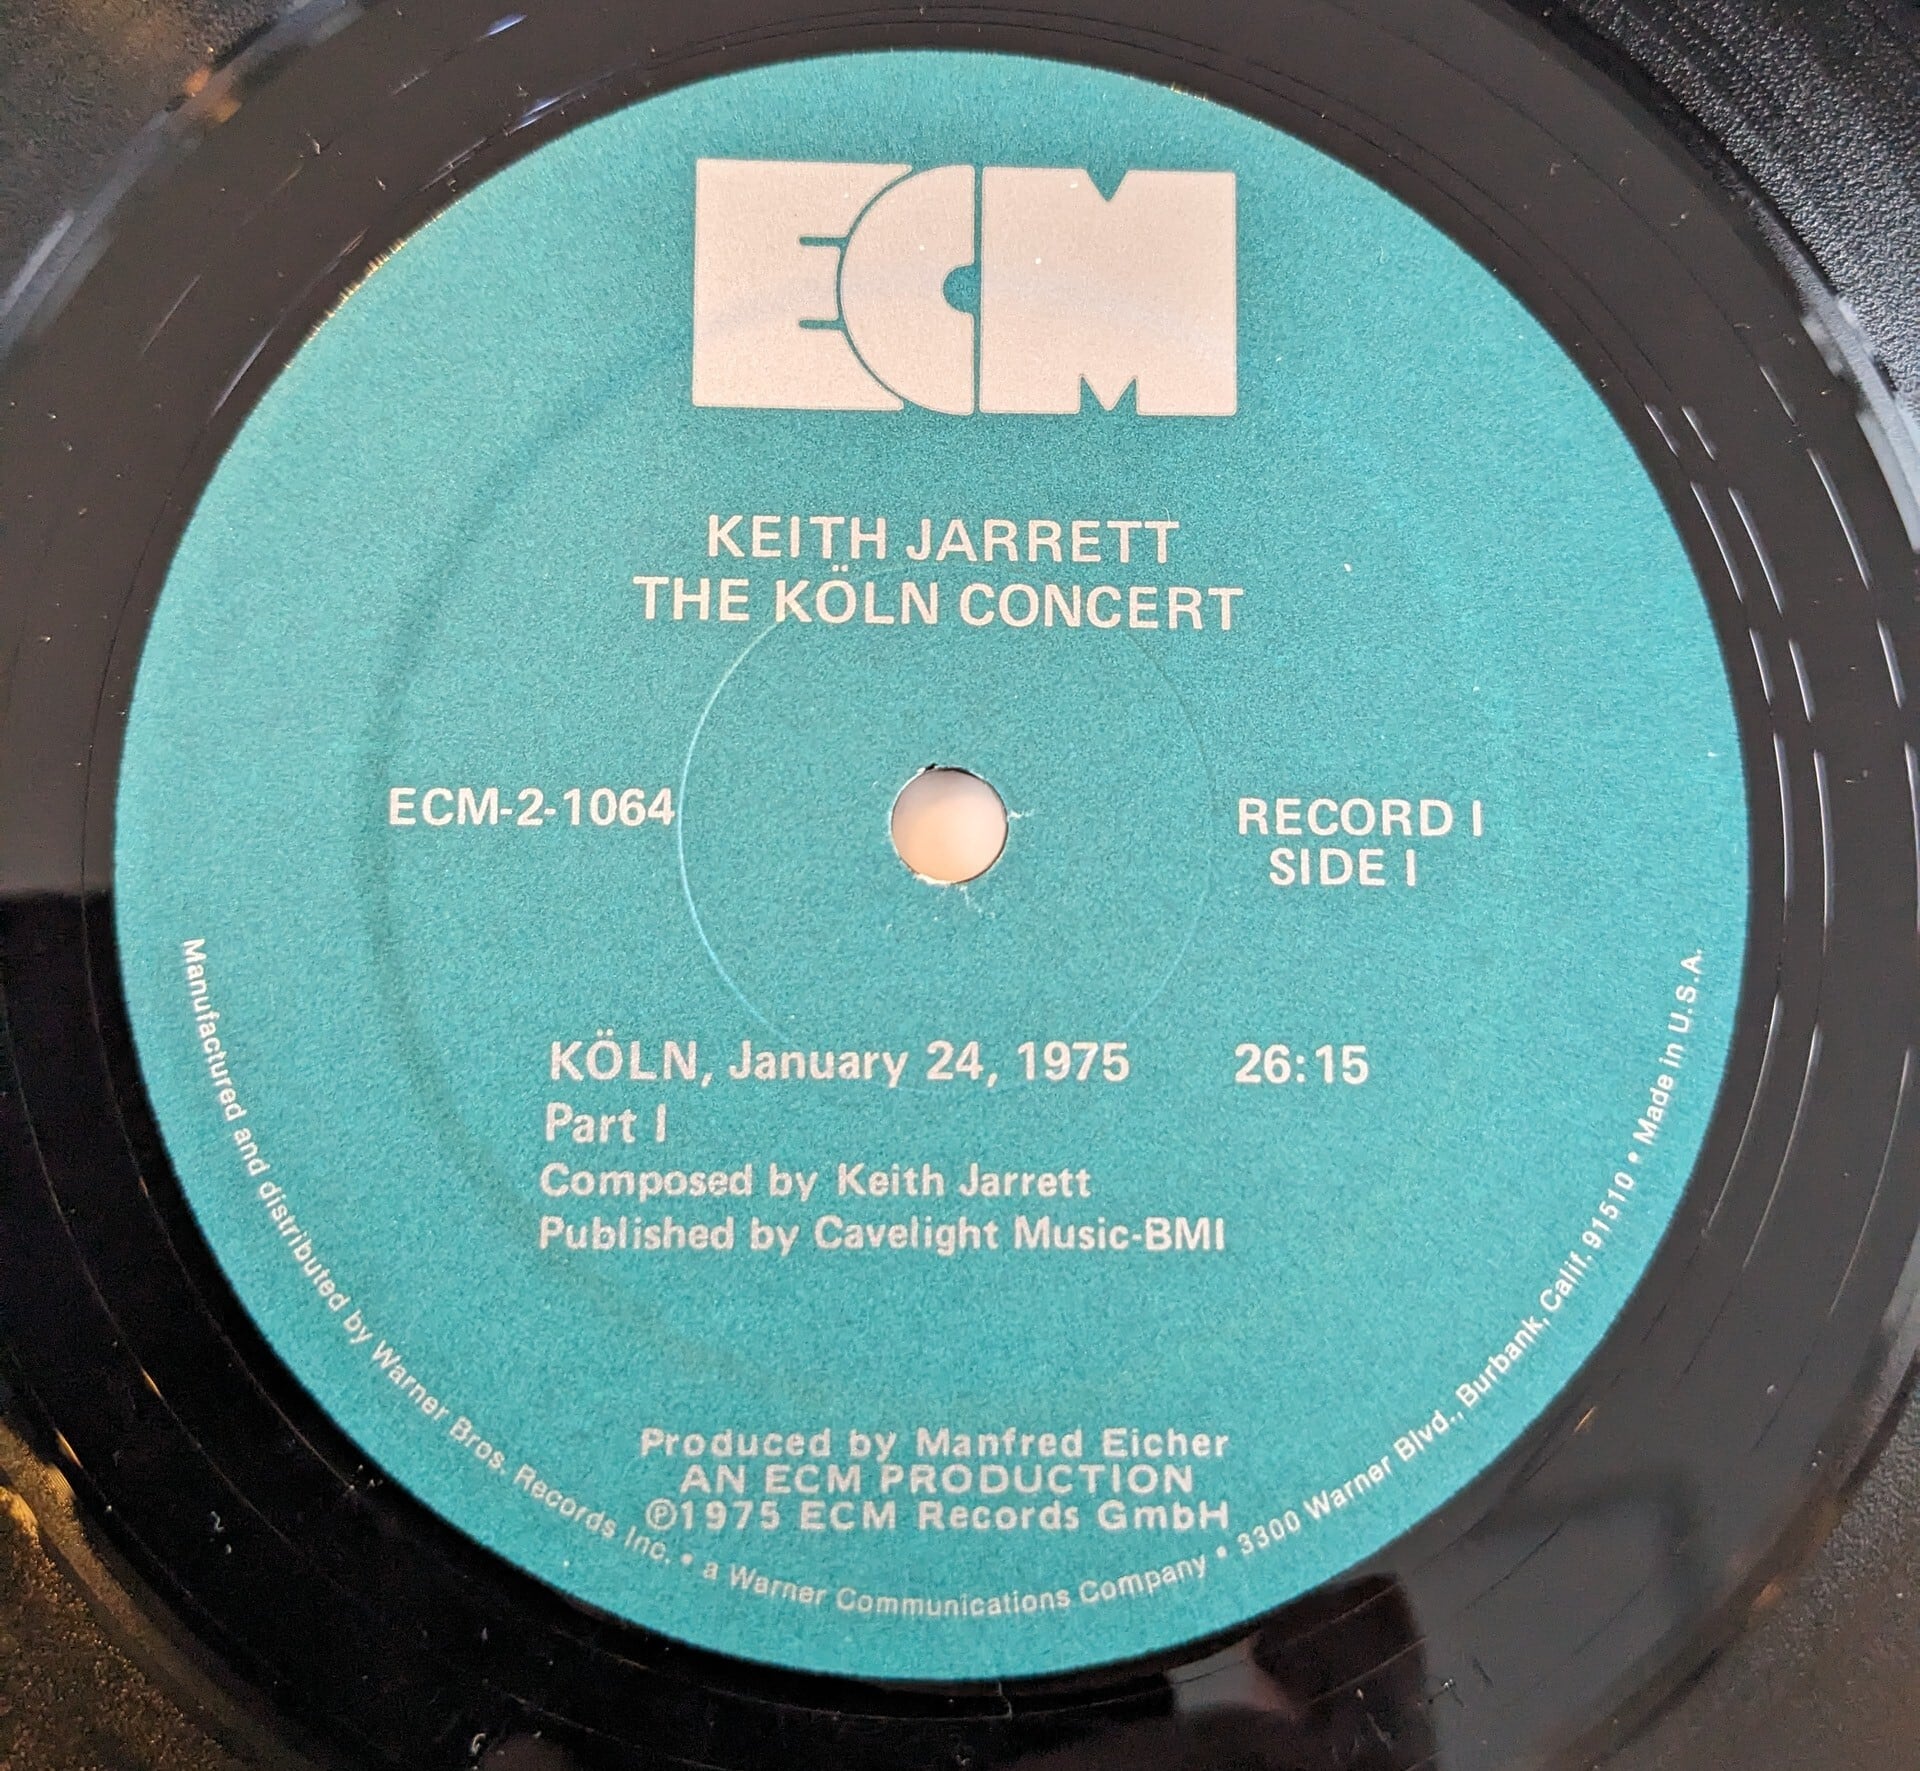 ECM
KEITH JARRETT
THE KÖLN CONCERT
ECM-2-1064
RECORD I
SIDE I
KÖLN, January 24, 1975 26:15
Part I
Composed by Keith Jarrett
Published by Cavelight Music-BMI
Produced by Manfred Eicher
AN ECM PRODUCTION
℗1975 ECM Records GmbH
Manufactured and distributed by Warner Bros. Records Inc. • a Warner Communications Company • 3300 Warner Blvd., Burbank, Calif. 91510 • Made in U.S.A.